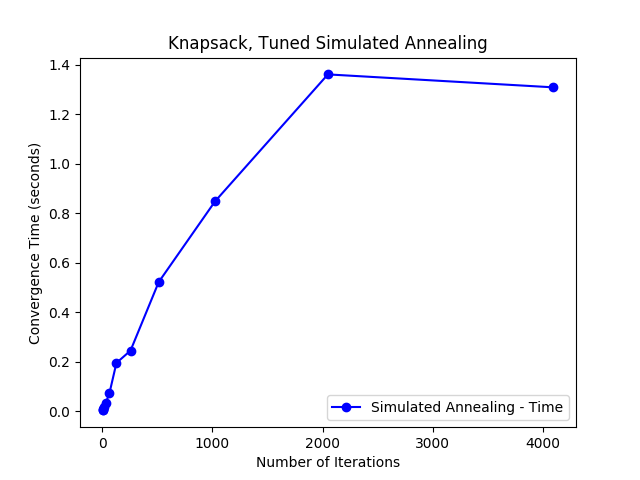 Knapsack, Tuned Simulated Annealing
1.4
1.2
1.0
0.8
0.6
0.4
0.2
0.0
Convergence Time (seconds)
Simulated Annealing - Time
0 1000 2000 3000 4000
Number of Iterations